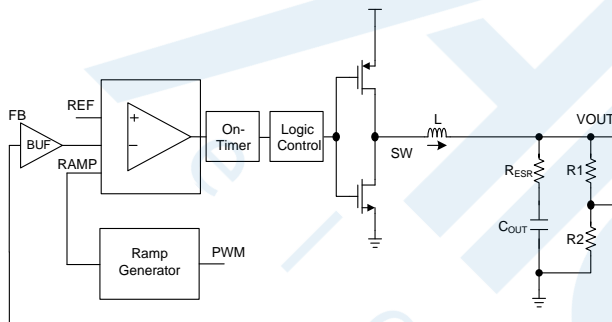 FB
BUF
REF
+
−
RAMP
On-
Timer
Logic
Control
Ramp
Generator
PWM
SW
L
VOUT
RESR
COUT
R1
R2